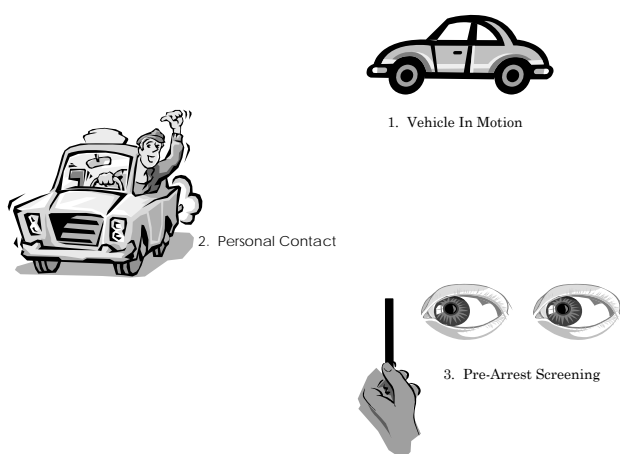 1. Vehicle In Motion
2. Personal Contact
3. Pre-Arrest Screening